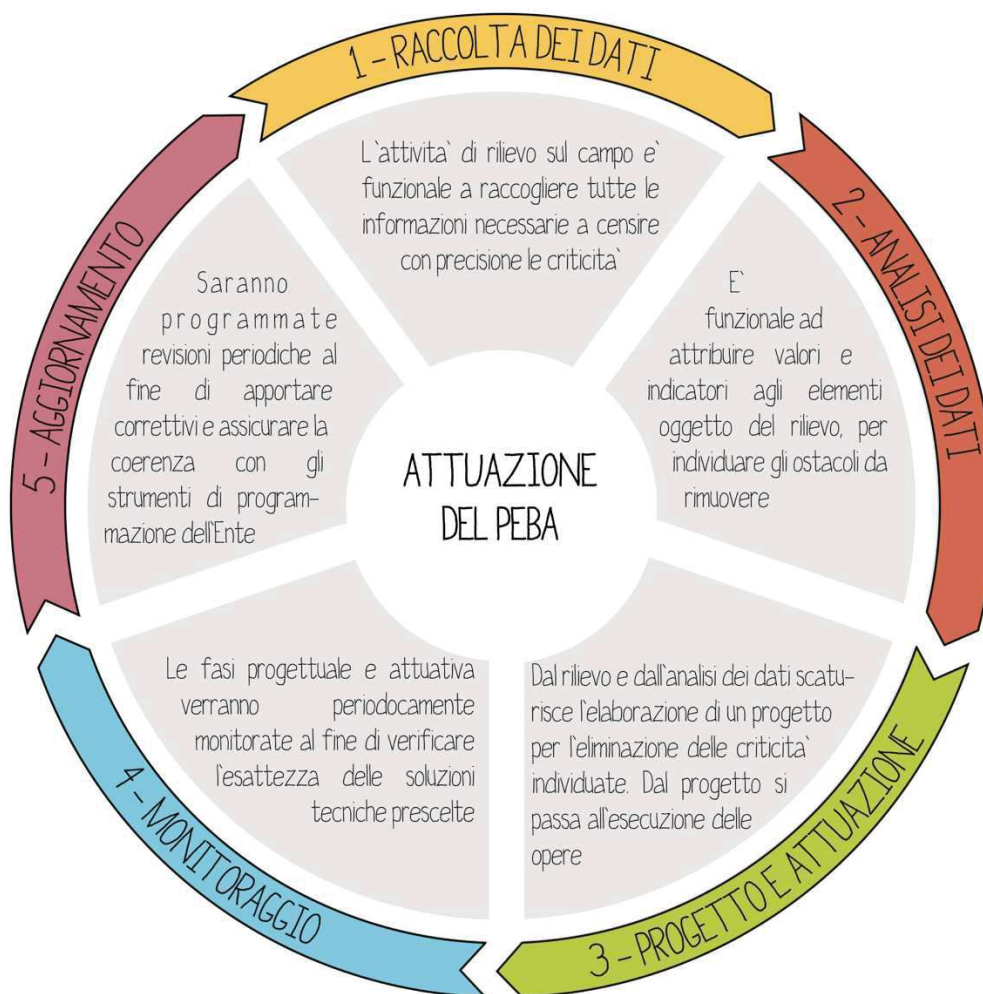 1 - RACCOLTA DEI DATI
L`attivita` di rilievo sul campo e`
funzionale a raccogliere tutte le
informazioni necessarie a censire
con precisione le criticita`
2 - ANALISI DEI DATI
E`
funzionale ad
attribuire valori e
indicatori agli elementi
oggetto del rilievo, per
individuare gli ostacoli da
rimuovere
3 - PROGETTO E ATTUAZIONE
Dal rilievo e dall'analisi dei dati scatu-
risce l'elaborazione di un progetto
per l'eliminazione delle criticita`
individuate. Dal progetto si
passa all'esecuzione delle
opere
4 - MONITORAGGIO
Le fasi progettuale e attuativa
verranno periodocamente
monitorate al fine di verificare
l'esattezza delle soluzioni
tecniche prescelte
5 - AGGIORNAMENTO
Saranno
programmate
revisioni periodiche al
fine di apportare
correttivi e assicurare la
coerenza con gli
strumenti di program-
mazione dell'Ente
ATTUAZIONE
DEL PEBA